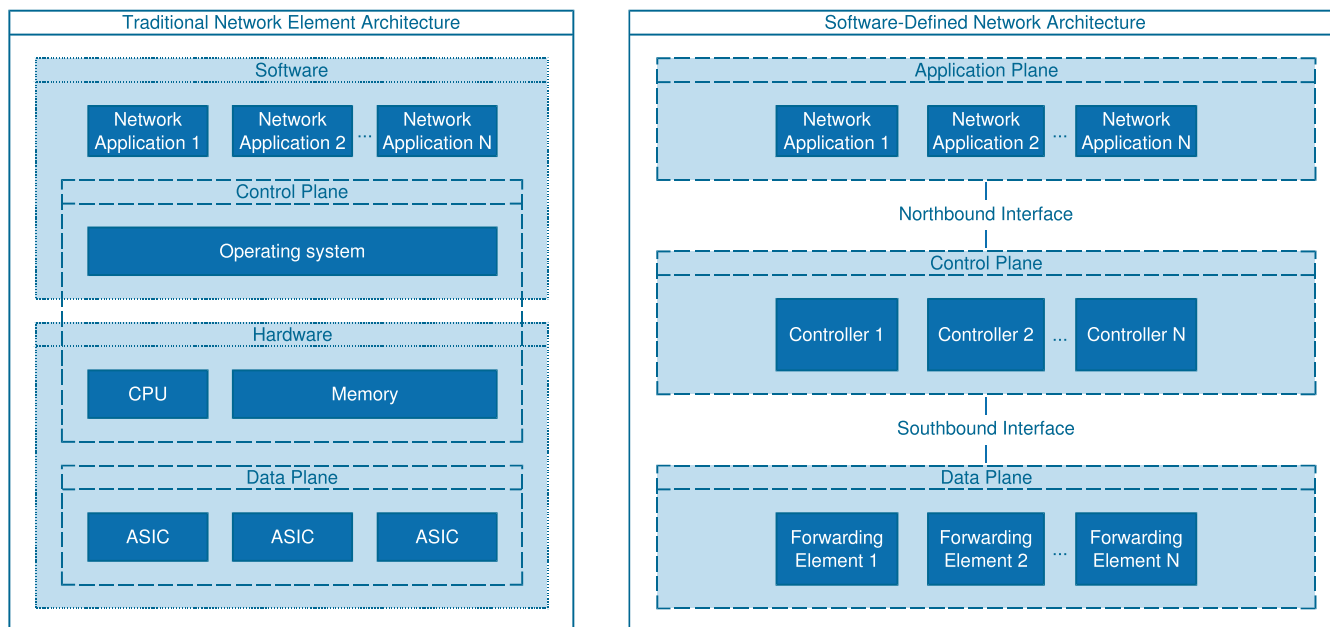 Traditional Network Element Architecture
Software
Network
Application 1
Network
Application 2
...
Network
Application N
Control Plane
Operating system
Hardware
CPU
Memory
Data Plane
ASIC
ASIC
ASIC
Software-Defined Network Architecture
Application Plane
Network
Application 1
Network
Application 2
...
Network
Application N
Northbound Interface
Control Plane
Controller 1
Controller 2
...
Controller N
Southbound Interface
Data Plane
Forwarding
Element 1
Forwarding
Element 2
...
Forwarding
Element N